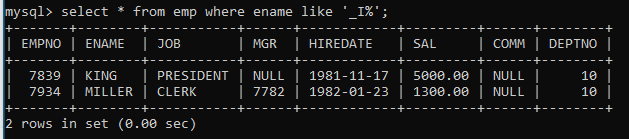 mysql> select * from emp where ename like '_I%';
+-------+--------+-----------+------+------------+---------+------+--------+
| EMPNO | ENAME | JOB | MGR | HIREDATE | SAL | COMM | DEPTNO |
+-------+--------+-----------+------+------------+---------+------+--------+
| 7839 | KING | PRESIDENT | NULL | 1981-11-17 | 5000.00 | NULL | 10 |
| 7934 | MILLER | CLERK | 7782 | 1982-01-23 | 1300.00 | NULL | 10 |
+-------+--------+-----------+------+------------+---------+------+--------+
2 rows in set (0.00 sec)